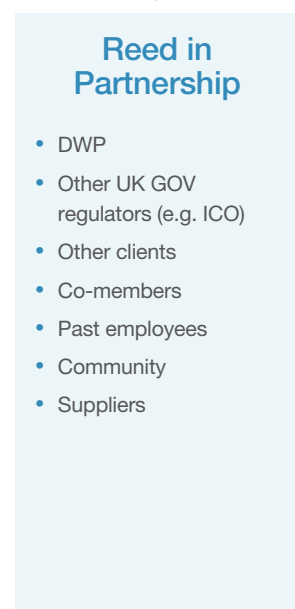 Reed in
Partnership
• DWP
• Other UK GOV
regulators (e.g. ICO)
• Other clients
• Co-members
• Past employees
• Community
• Suppliers